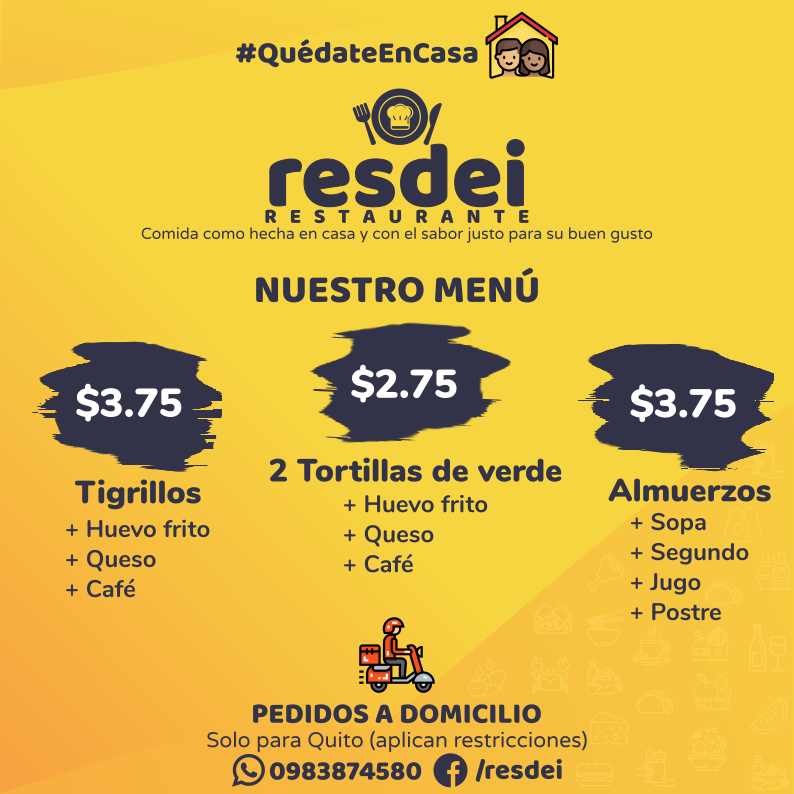 #QuédateEnCasa
resdei
RESTAURANTE
Comida como hecha en casa y con el sabor justo para su buen gusto
NUESTRO MENÚ
$3.75
Tigrillos
+ Huevo frito
+ Queso
+ Café
$2.75
2 Tortillas de verde
+ Huevo frito
+ Queso
+ Café
$3.75
Almuerzos
+ Sopa
+ Segundo
+ Jugo
+ Postre
PEDIDOS A DOMICILIO
Solo para Quito (aplican restricciones)
0983874580 /resdei